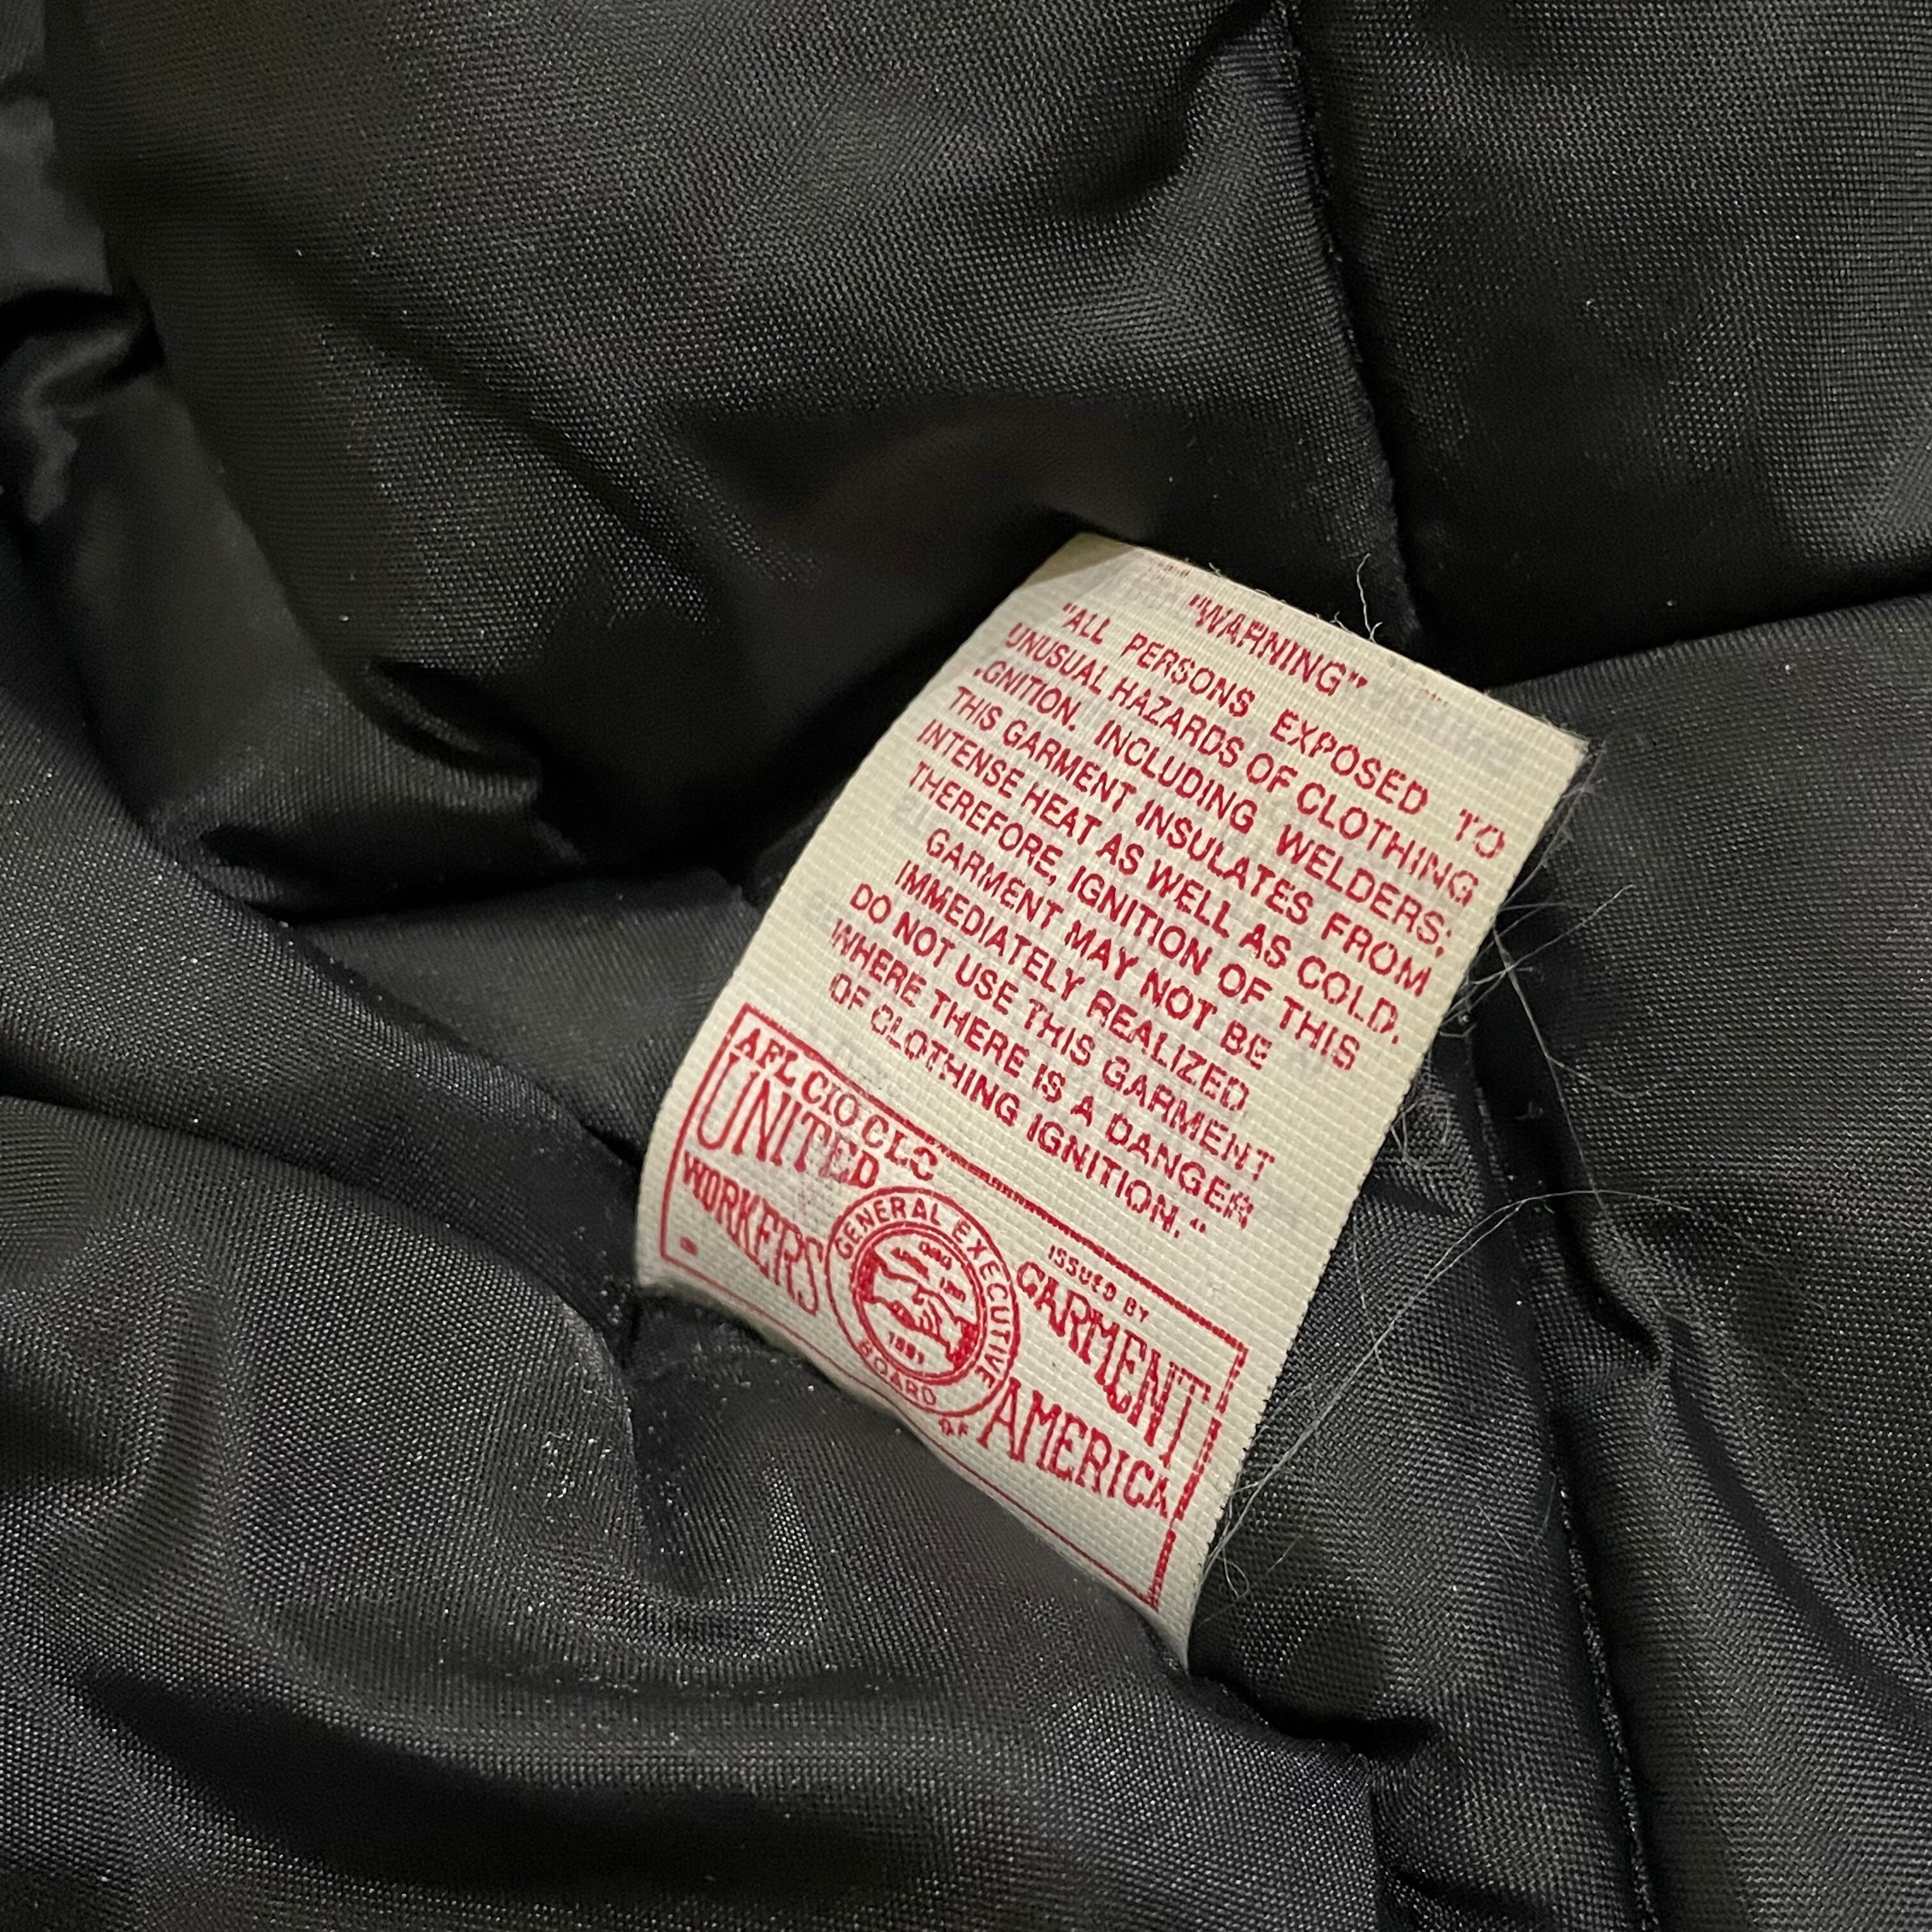 "WARNING"
"ALL PERSONS EXPOSED TO
UNUSUAL HAZARDS OF CLOTHING
IGNITION. INCLUDING WELDERS;
THIS GARMENT INSULATES FROM
INTENSE HEAT AS WELL AS COLD.
THEREFORE, IGNITION OF THIS
GARMENT MAY NOT BE
IMMEDIATELY REALIZED
DO NOT USE THIS GARMENT
WHERE THERE IS A DANGER
OF CLOTHING IGNITION."
AFL CIO CLC
ISSUED BY
UNITED GARMENT
WORKERS OF AMERICA
GENERAL EXECUTIVE
BOARD
1891